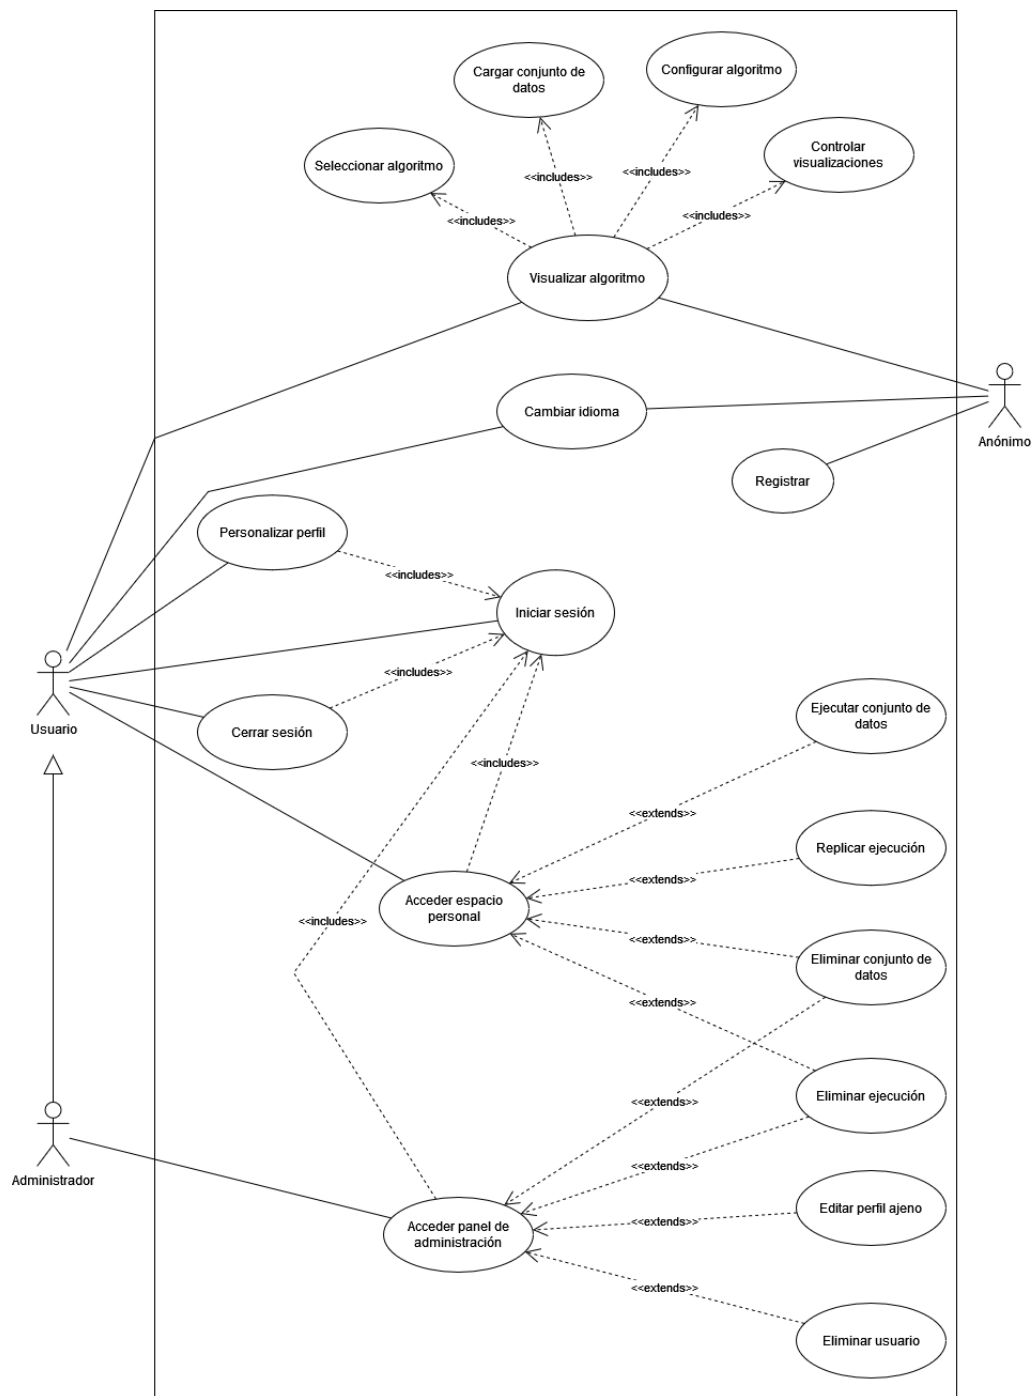 Cargar conjunto de
datos
Configurar algoritmo
Controlar
visualizaciones
Seleccionar algoritmo
<<includes>>
<<includes>>
<<includes>>
<<includes>>
Visualizar algoritmo
Cambiar idioma
Anónimo
Registrar
Personalizar perfil
<<includes>>
Iniciar sesión
<<includes>>
Usuario
Cerrar sesión
Ejecutar conjunto de
datos
<<includes>>
<<extends>>
Replicar ejecución
<<extends>>
Acceder espacio
personal
<<includes>>
<<extends>>
Eliminar conjunto de
datos
<<extends>>
Eliminar ejecución
<<extends>>
<<extends>>
Administrador
Editar perfil ajeno
Acceder panel de
administración
<<extends>>
<<extends>>
Eliminar usuario